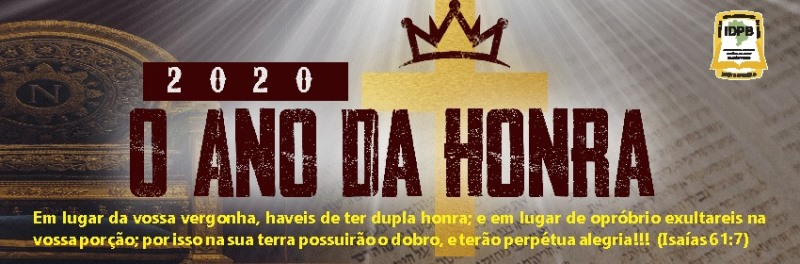 IDPB
2020
O ANO DA HONRA
Em lugar da vossa vergonha, haveis de ter dupla honra; e em lugar de opróbrio exultareis na
vossa porção; por isso na sua terra possuirão o dobro, e terão perpétua alegria!!! (Isaías 61:7)
N